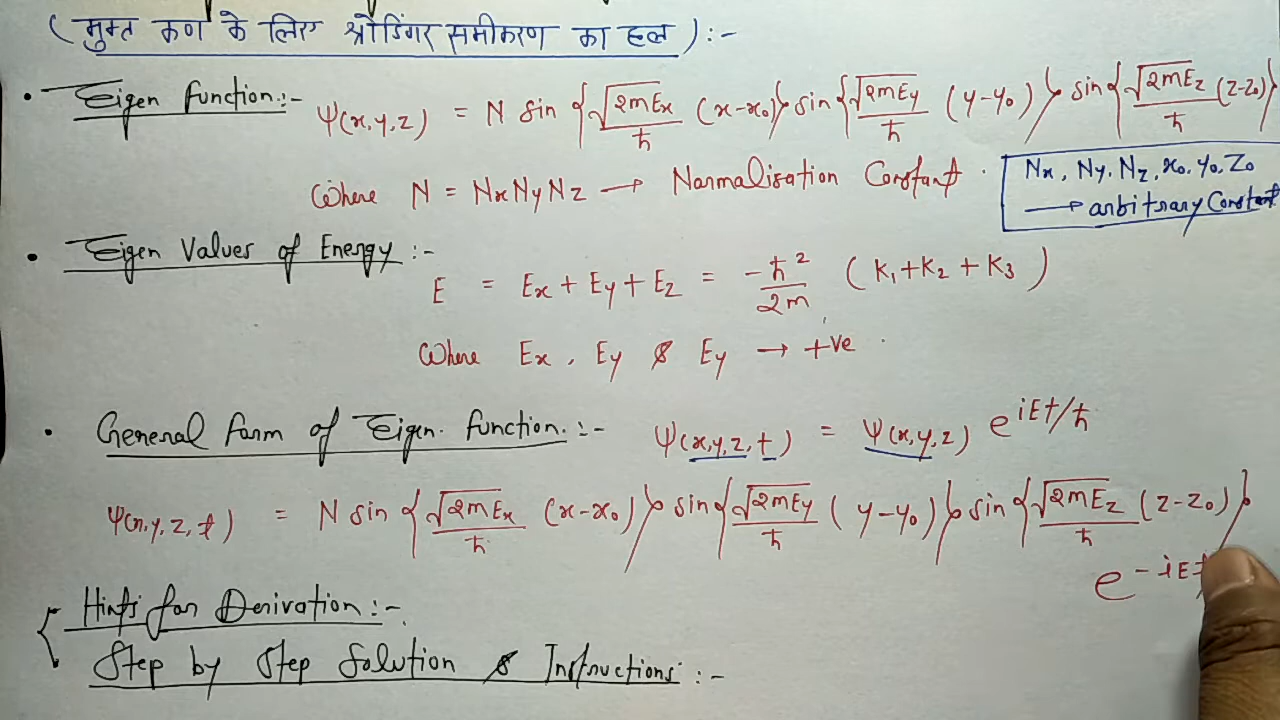 ( मुक्त कण के लिए श्रोडिंगर समीकरण का हल ) :-
• Eigen function :- Ψ(x,y,z) = N sin {√2mEx/ħ (x-x₀)} sin {√2mEy/ħ (y-y₀)} sin {√2mEz/ħ (z-z₀)}
Where N = NxNyNz → Normalisation Constant .
Nx, Ny. Nz, x₀. y₀. z₀
→ arbitrary Constant
• Eigen Values of Energy :-
E = Ex + Ey + Ez = -ħ²/2m (K₁+K₂+K₃)
Where Ex , Ey & Ey → +ve .
• General form of Eigen. function. :- Ψ(x,y,z,t) = Ψ(x,y,z) e^iEt/ħ
Ψ(x,y,z,t) = N sin {√2mEx/ħ (x-x₀)} sin {√2mEy/ħ (y-y₀)} sin {√2mEz/ħ (z-z₀)}
e^-iEt
Hints for Derivation :-
Step by Step Solution & Instructions :-